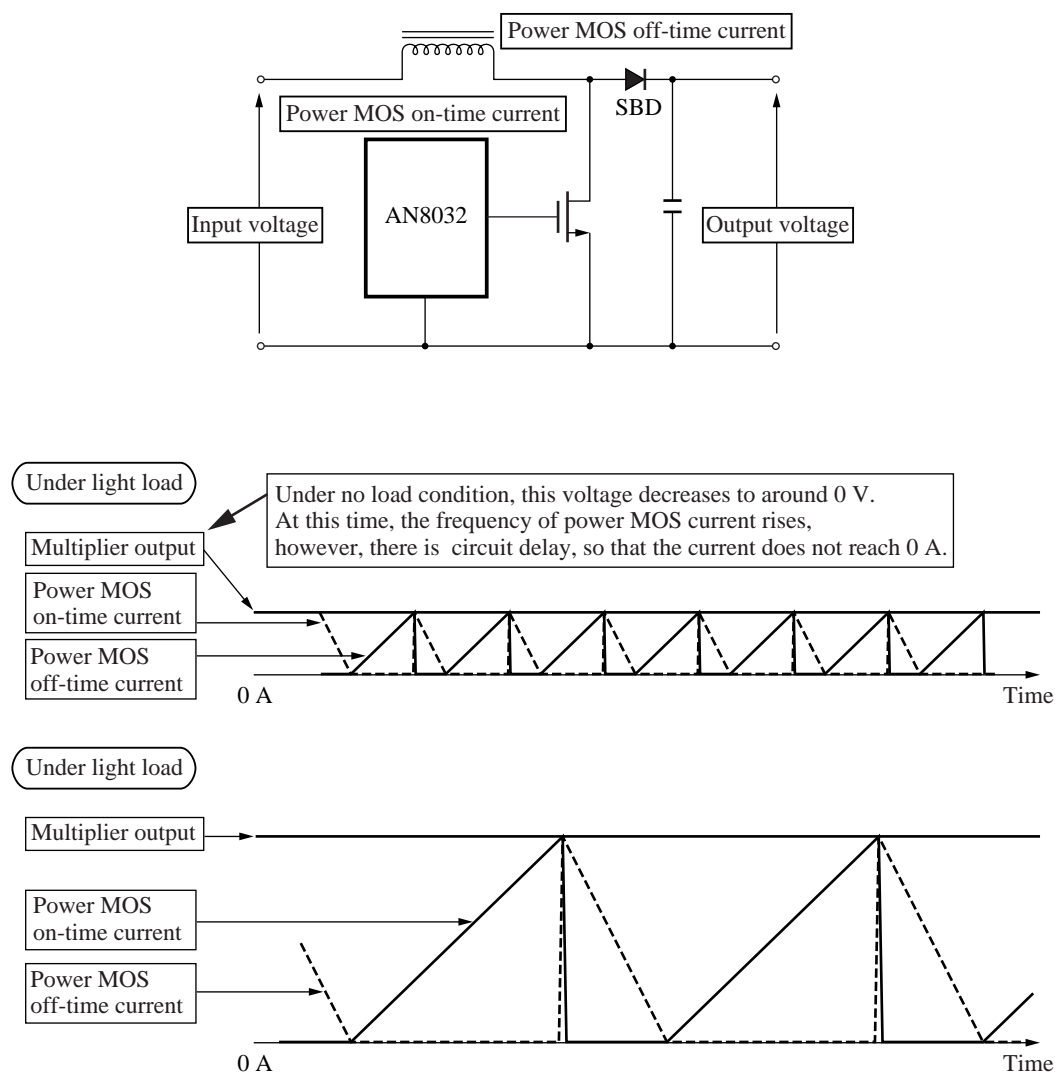 Power MOS off-time current
Power MOS on-time current
SBD
AN8032
Input voltage
Output voltage
Under light load
Under no load condition, this voltage decreases to around 0 V.
At this time, the frequency of power MOS current rises,
however, there is circuit delay, so that the current does not reach 0 A.
Multiplier output
Power MOS
on-time current
Power MOS
off-time current
0 A
Time
Under light load
Multiplier output
Power MOS
on-time current
Power MOS
off-time current
0 A
Time